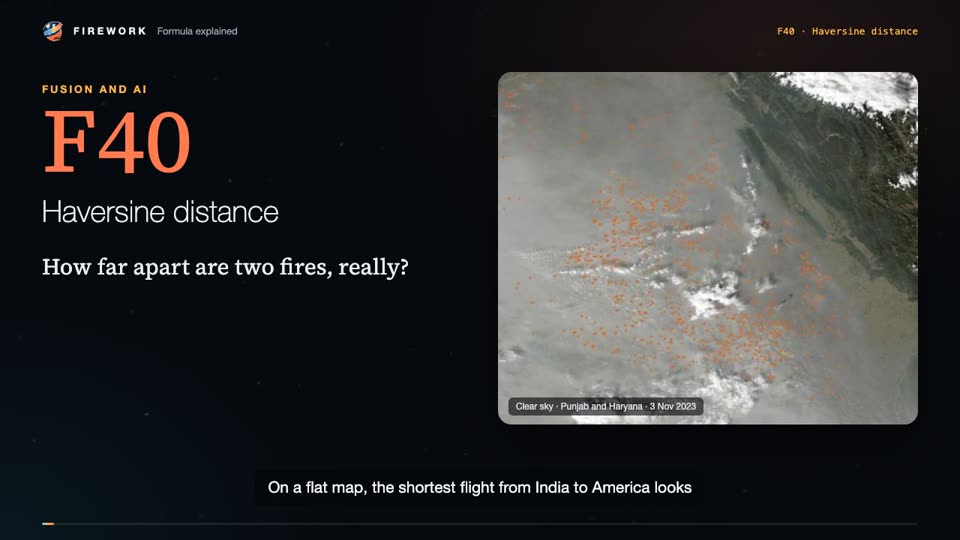 FIREWORK Formula explained
F40 · Haversine distance
FUSION AND AI
F40
Haversine distance
How far apart are two fires, really?
Clear sky · Punjab and Haryana · 3 Nov 2023
On a flat map, the shortest flight from India to America looks